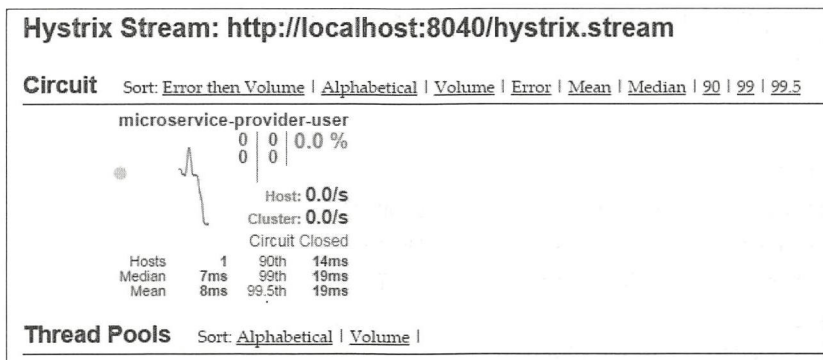 Hystrix Stream: http://localhost:8040/hystrix.stream
Circuit Sort: Error then Volume | Alphabetical | Volume | Error | Mean | Median | 90 | 99 | 99.5
microservice-provider-user
0 | 0 | 0.0 %
0 | 0
Host: 0.0/s
Cluster: 0.0/s
Circuit Closed
Hosts 1 90th 14ms
Median 7ms 99th 19ms
Mean 8ms 99.5th 19ms
Thread Pools Sort: Alphabetical | Volume |